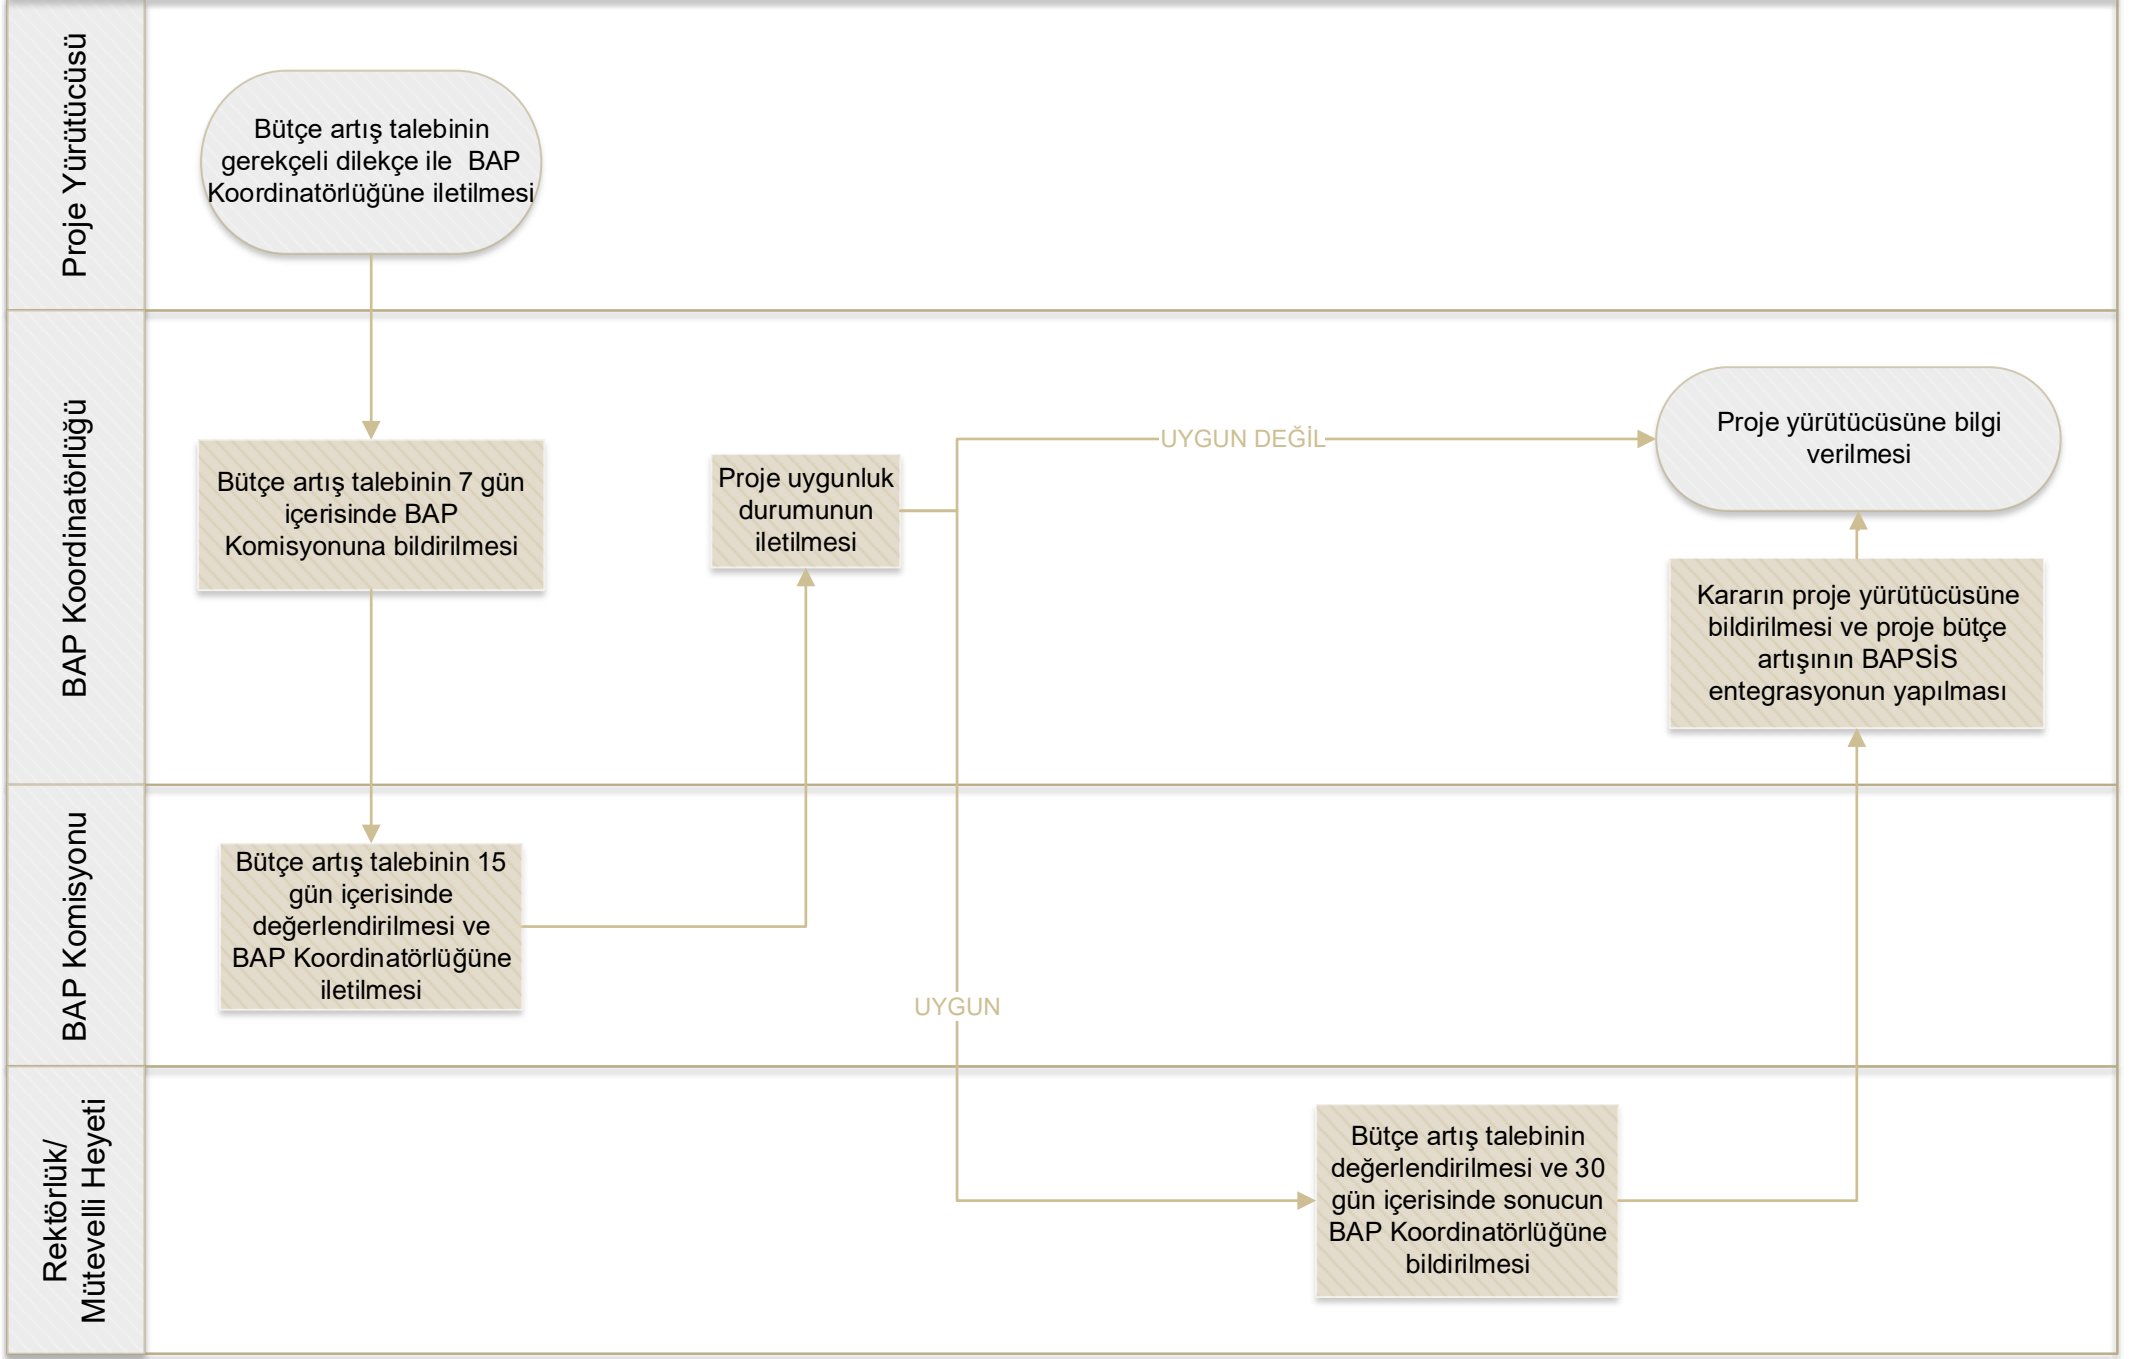 Proje Yürütücüsü
Bütçe artış talebinin
gerekçeli dilekçe ile  BAP
Koordinatörlüğüne iletilmesi
BAP Koordinatörlüğü
Bütçe artış talebinin 7 gün
içerisinde BAP
Komisyonuna bildirilmesi
Proje uygunluk
durumunun
iletilmesi
UYGUN DEĞİL
Proje yürütücüsüne bilgi
verilmesi
Kararın proje yürütücüsüne
bildirilmesi ve proje bütçe
artışının BAPSİS
entegrasyonun yapılması
BAP Komisyonu
Bütçe artış talebinin 15
gün içerisinde
değerlendirilmesi ve
BAP Koordinatörlüğüne
iletilmesi
UYGUN
Rektörlük/
Mütevelli Heyeti
Bütçe artış talebinin
değerlendirilmesi ve 30
gün içerisinde sonucun
BAP Koordinatörlüğüne
bildirilmesi